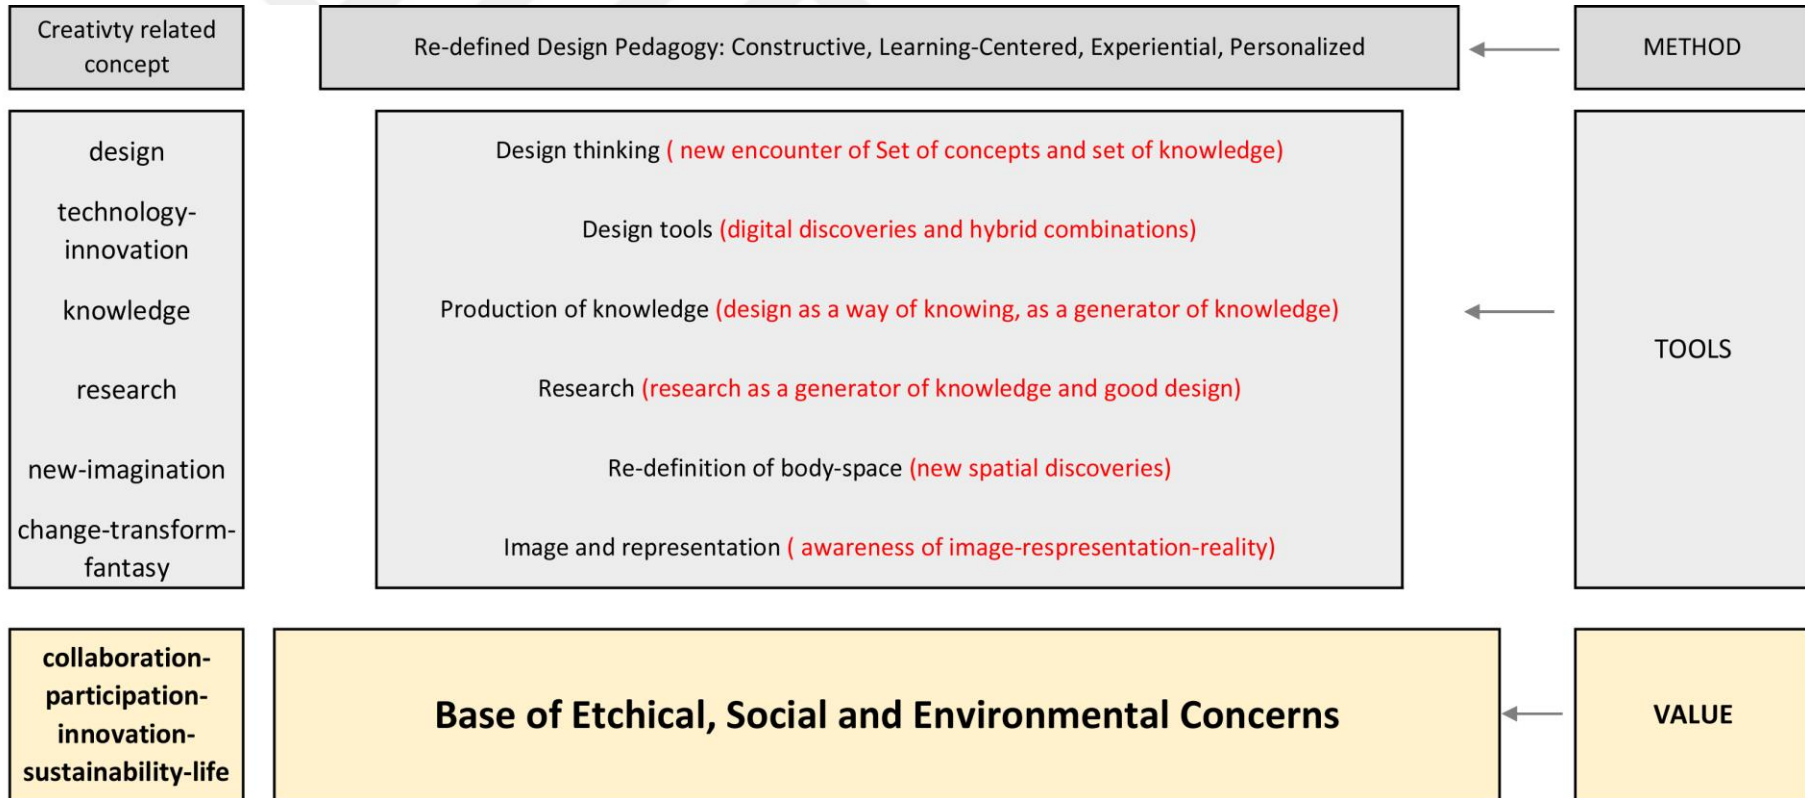 Creativty related
concept
Re-defined Design Pedagogy: Constructive, Learning-Centered, Experiential, Personalized
METHOD
design
Design thinking ( new encounter of Set of concepts and set of knowledge)
technology-
innovation
Design tools (digital discoveries and hybrid combinations)
knowledge
Production of knowledge (design as a way of knowing, as a generator of knowledge)
TOOLS
research
Research (research as a generator of knowledge and good design)
new-imagination
Re-definition of body-space (new spatial discoveries)
change-transform-
fantasy
Image and representation ( awareness of image-respresentation-reality)
collaboration-
participation-
innovation-
sustainability-life
Base of Etchical, Social and Environmental Concerns
VALUE